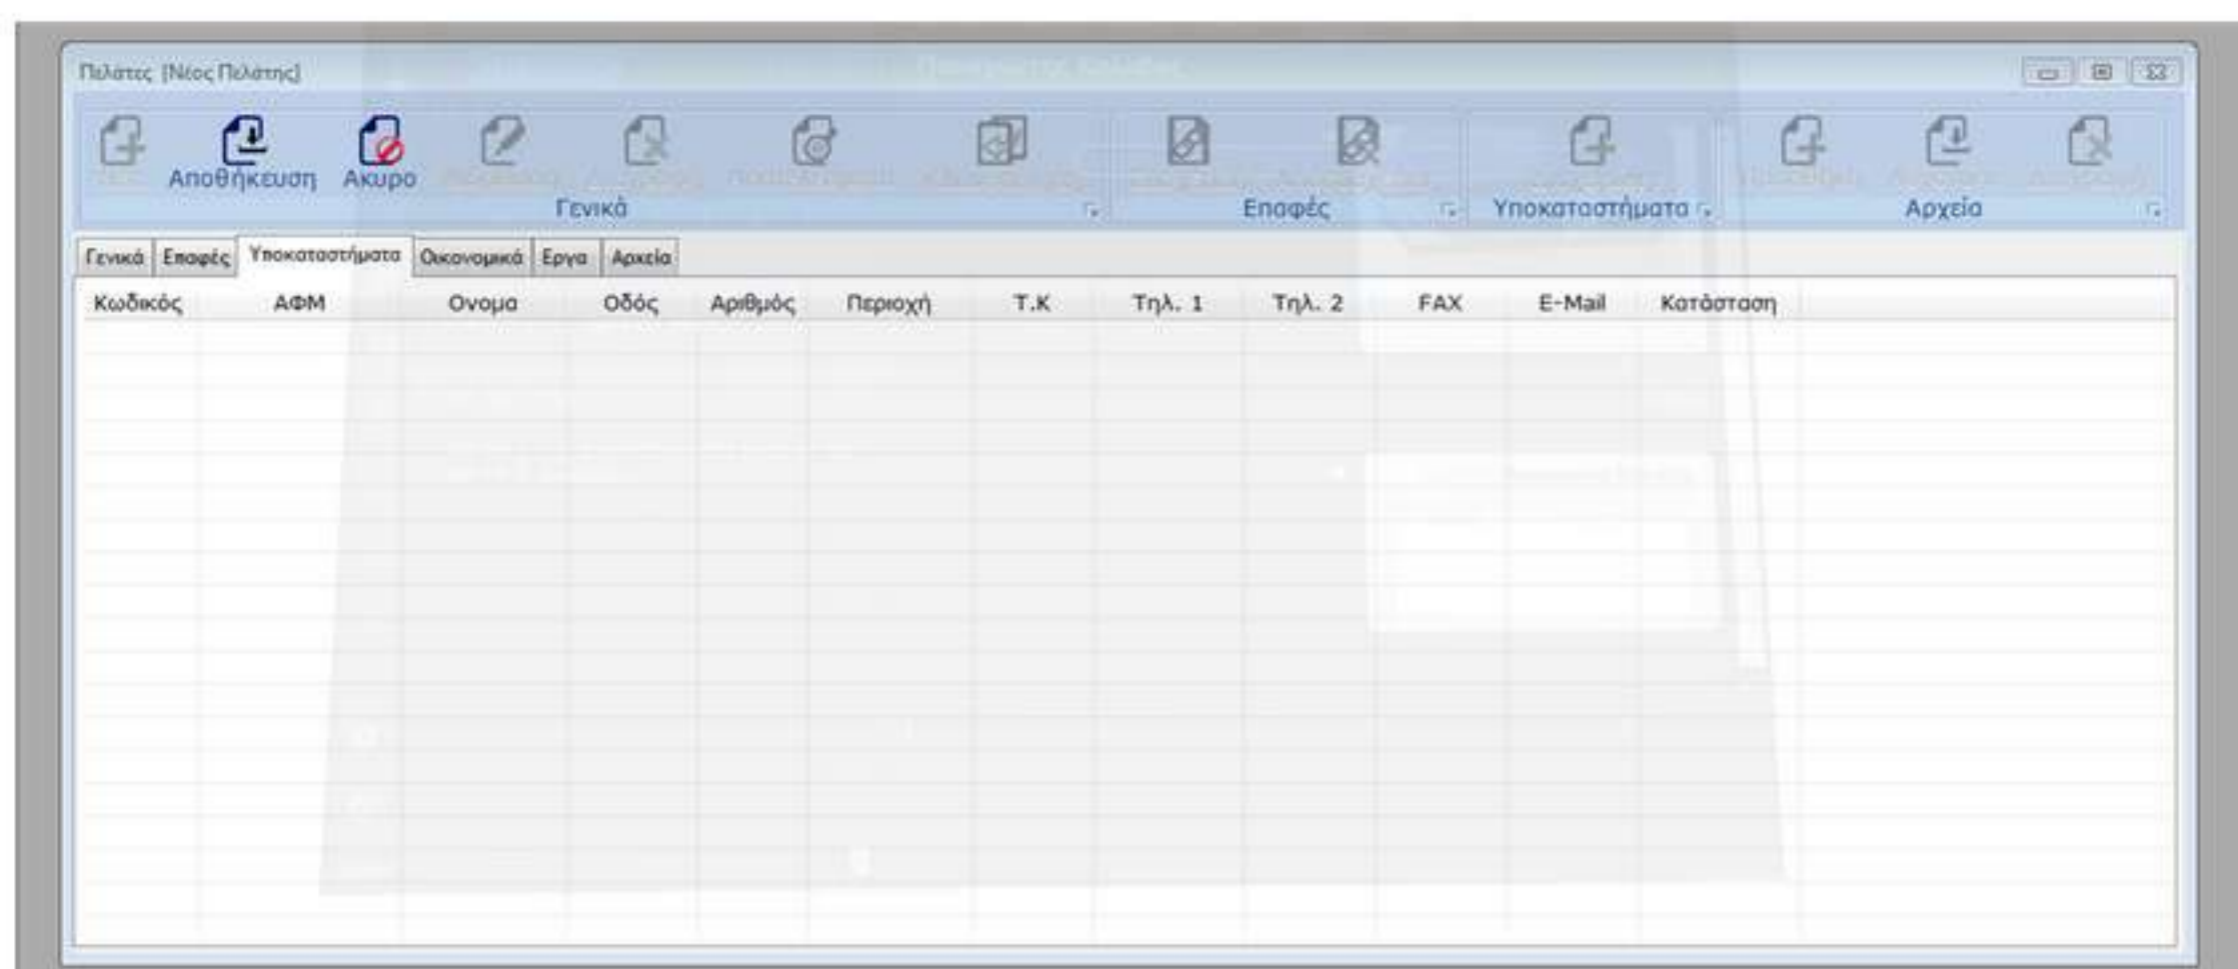 Πελάτες [Νέος Πελάτης]
Αποθήκευση Ακυρο
Γενικά Επαφές Υποκαταστήματα Αρχεία
Γενικά Επαφές Υποκαταστήματα Οικονομικά Εργα Αρχεία
Κωδικός ΑΦΜ Ονομα Οδός Αριθμός Περιοχή Τ.Κ Τηλ. 1 Τηλ. 2 FAX E-Mail Κατάσταση